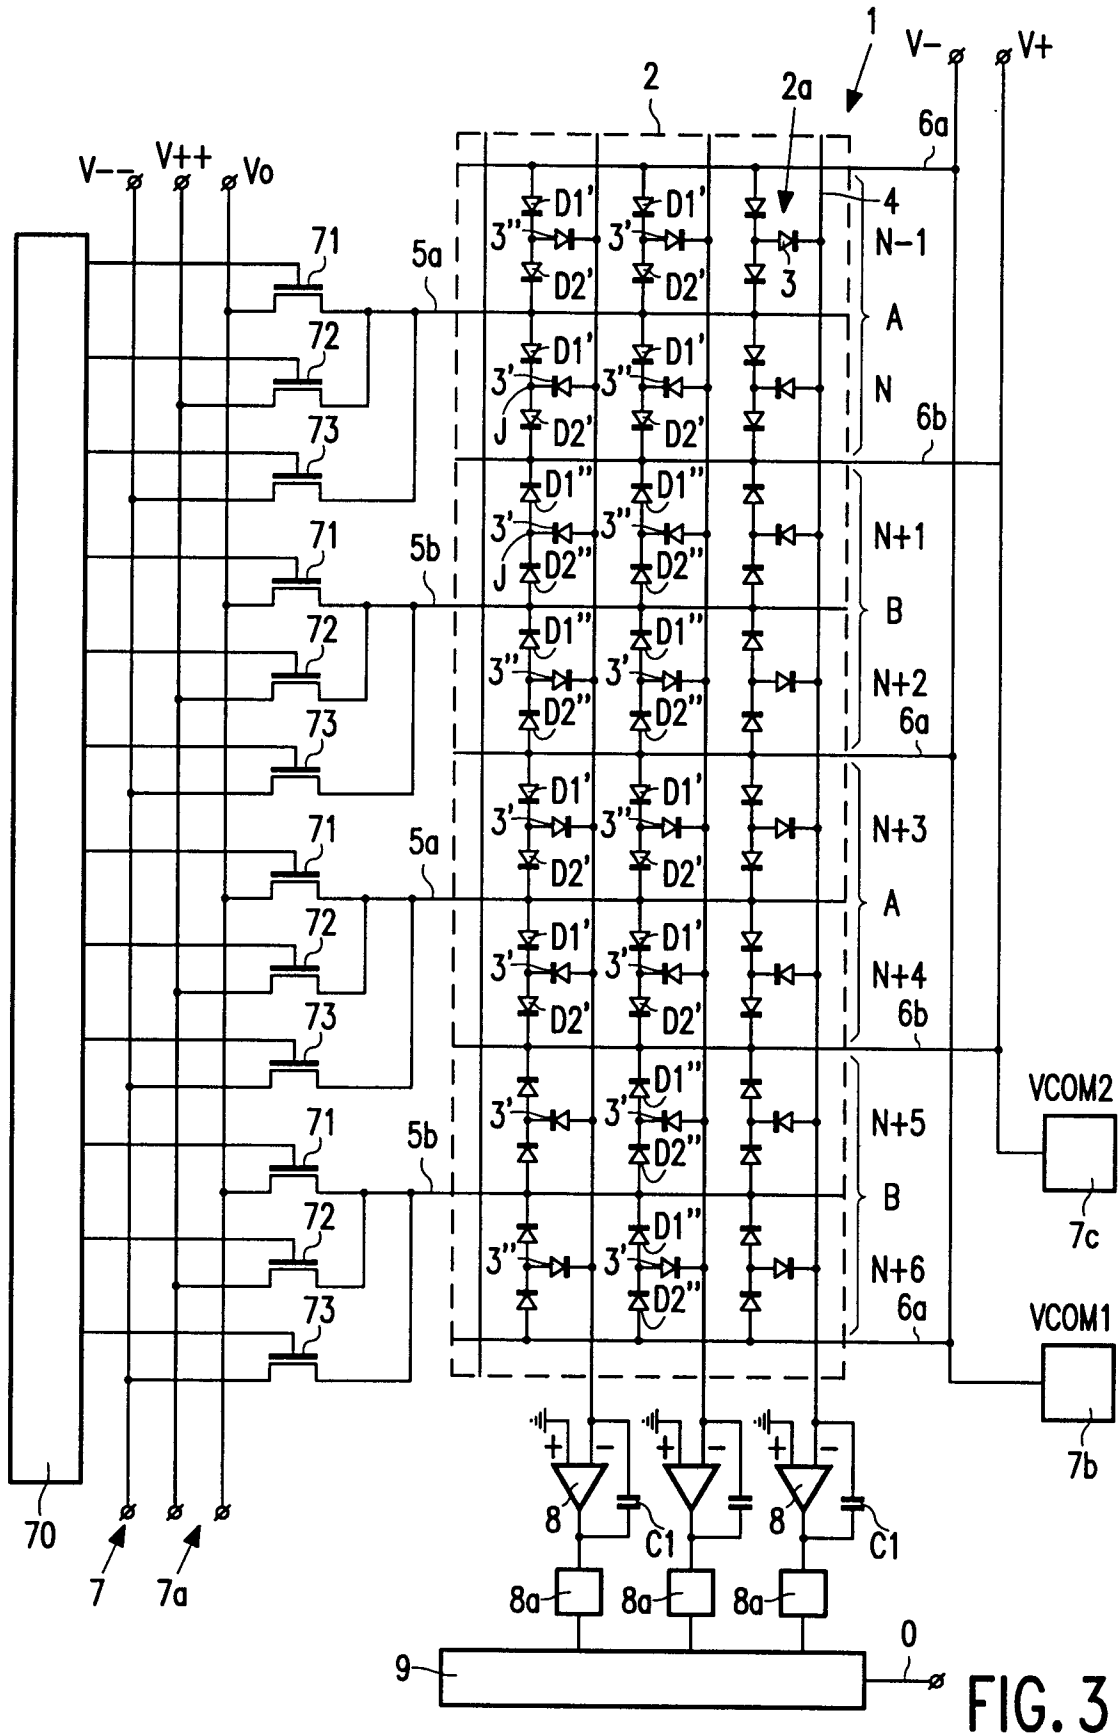 1
V-
V+
2
2a
6a
V--
V++
Vo
D1'
D1'
4
71
5a
3''
3'
3
N-1
D2'
D2'
A
72
D1'
D1'
3'
3''
N
J
D2'
D2'
6b
73
D1''
D1''
3'
3''
N+1
71
5b
J
D2''
D2''
B
72
D1''
D1''
3''
3'
N+2
D2''
D2''
6a
73
D1'
D1'
3'
3''
N+3
71
5a
D2'
D2'
A
72
D1'
D1'
3'
3'
N+4
D2'
D2'
6b
73
D1''
VCOM2
3'
3'
N+5
71
5b
D2''
B
7c
72
D1''
3''
3'
N+6
D2''
6a
VCOM1
73
+
-
+
-
+
-
7b
70
8
8
C1
C1
7
7a
8a
8a
8a
9
0
FIG. 3